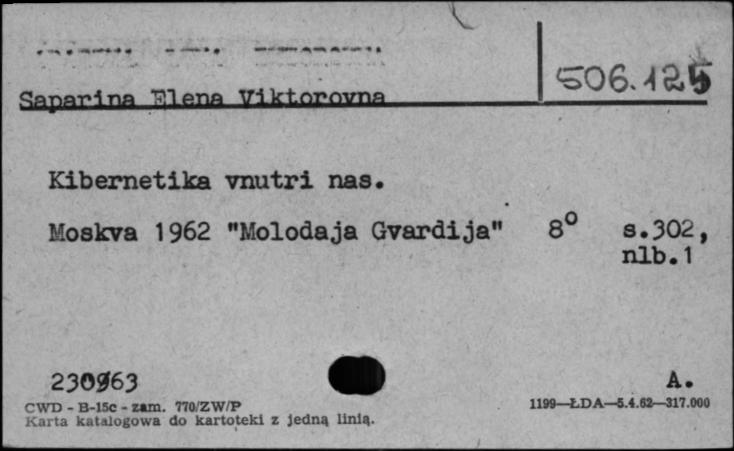 506.125
Saparina Elena Viktorovna
Kibernetika vnutri nas.
Moskva 1962 "Molodaja Gvardija" 8° s.302,
nlb.1
230963 A.
CWD - B-15c - zam. 770/ZW/P 1199—ŁDA—5.4.62—317.000
Karta katalogowa do kartoteki z jedną linią.